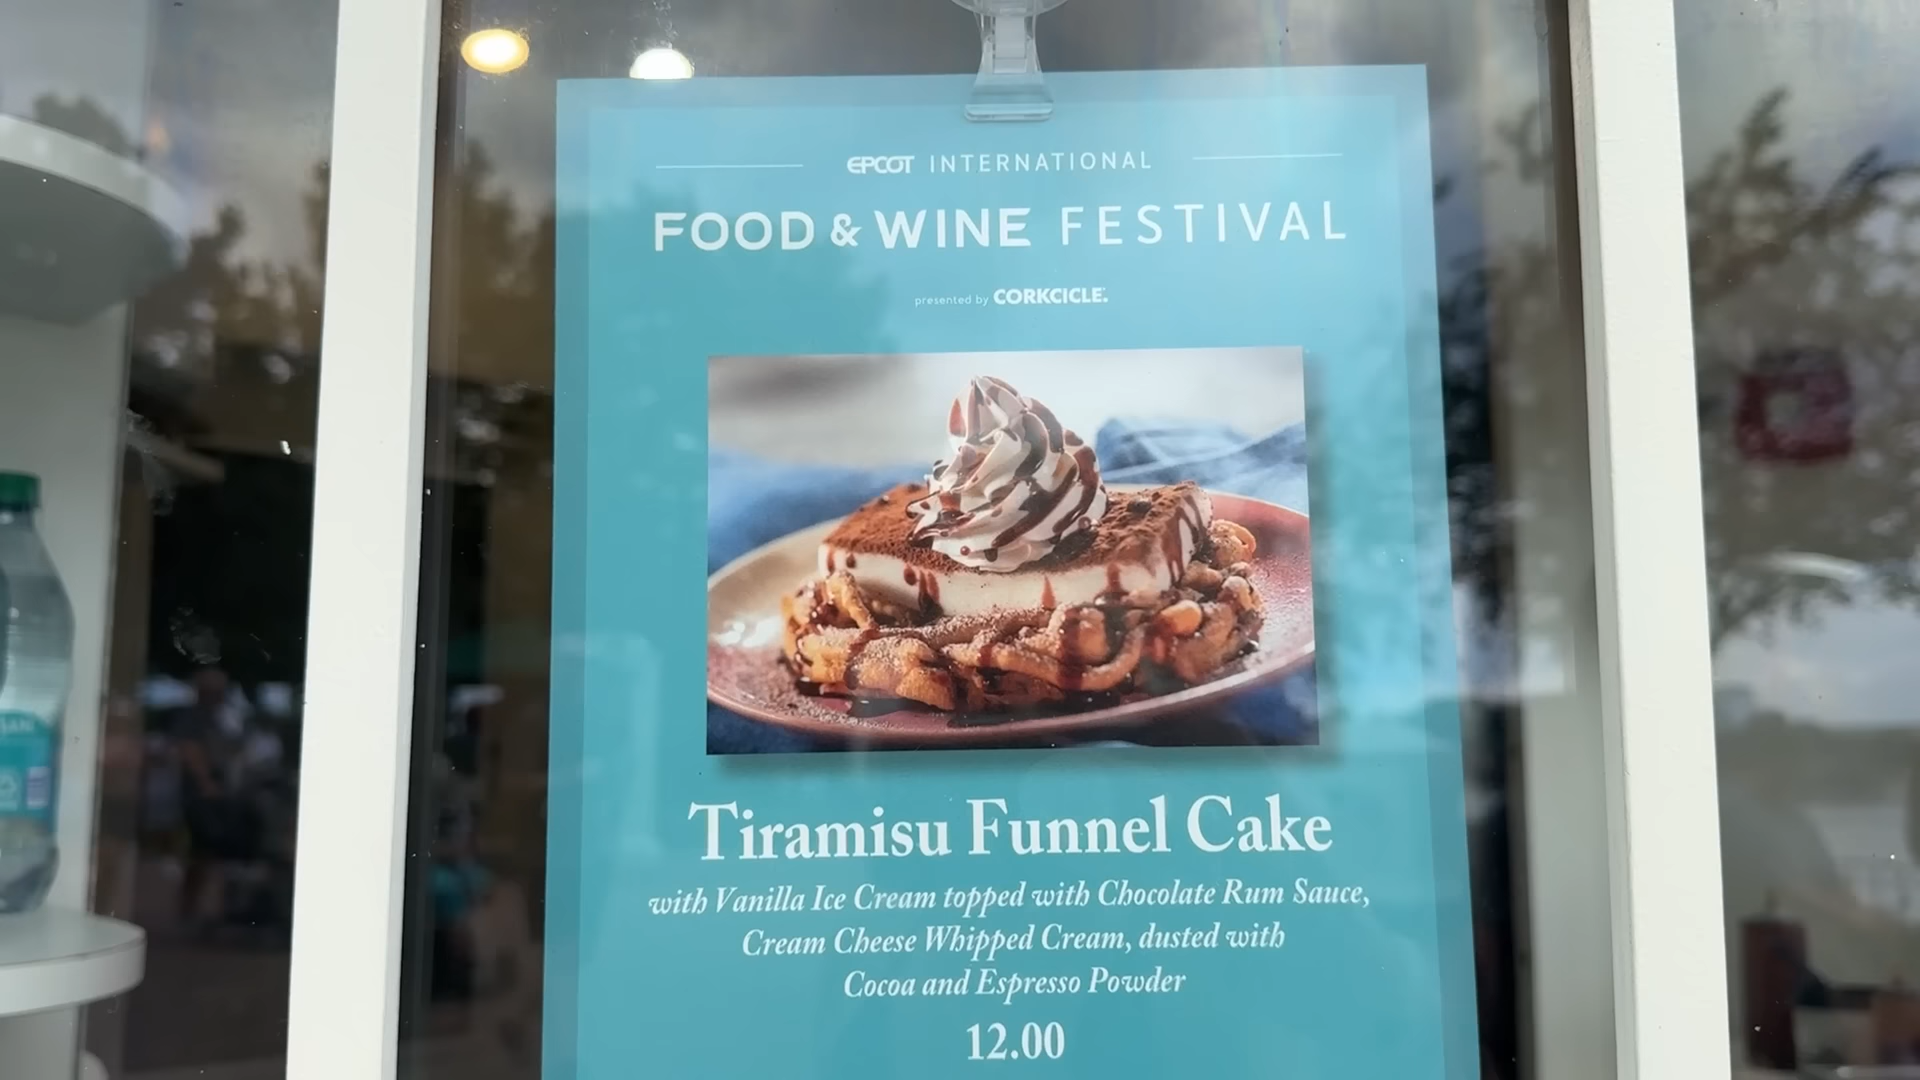 EPCOT INTERNATIONAL
FOOD & WINE FESTIVAL
presented by CORKCICLE.
Tiramisu Funnel Cake
with Vanilla Ice Cream topped with Chocolate Rum Sauce,
Cream Cheese Whipped Cream, dusted with
Cocoa and Espresso Powder
12.00